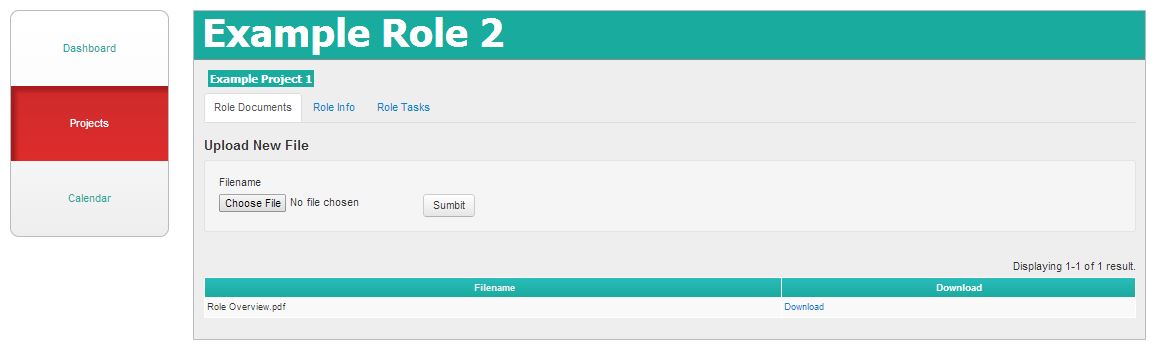 Dashboard
Projects
Calendar
Example Role 2
Example Project 1
Role Documents Role Info Role Tasks
Upload New File
Filename
Choose File No file chosen Sumbit
Displaying 1-1 of 1 result.
Filename Download
Role Overview.pdf Download